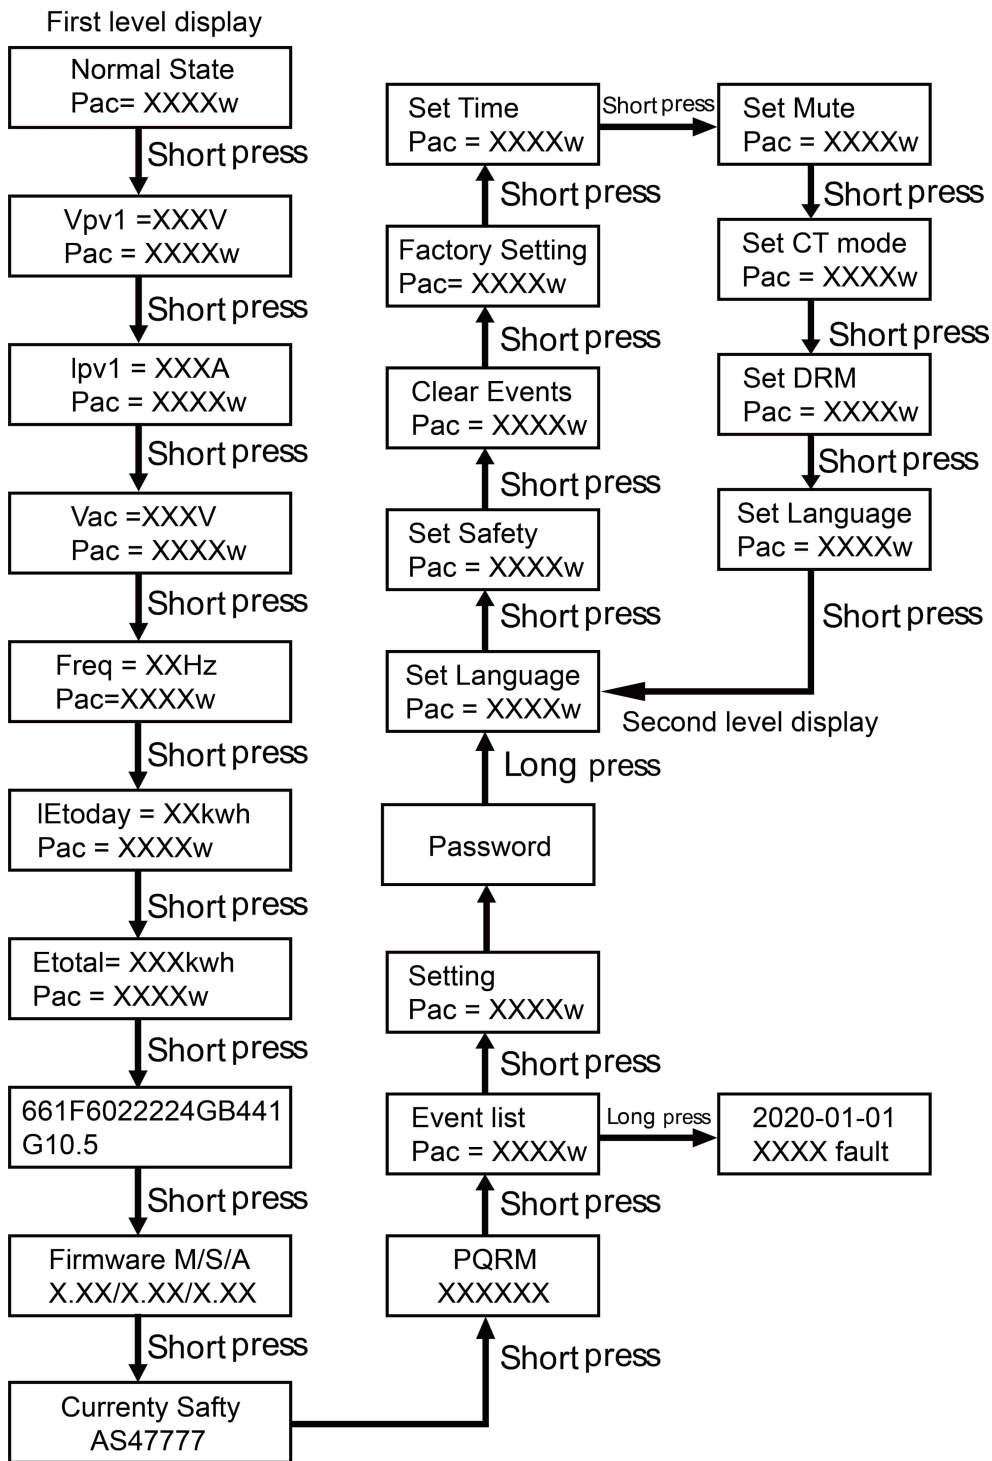 First level display
Normal State
Pac= XXXXw
Short press
Vpv1 =XXXV
Pac = XXXXw
Short press
Ipv1 = XXXA
Pac = XXXXw
Short press
Vac =XXXV
Pac = XXXXw
Short press
Freq = XXHz
Pac=XXXXw
Short press
lEtoday = XXkwh
Pac = XXXXw
Short press
Etotal= XXXkwh
Pac = XXXXw
Short press
661F6022224GB441
G10.5
Short press
Firmware M/S/A
X.XX/X.XX/X.XX
Short press
Currenty Safty
AS47777
Short press
PQRM
XXXXXX
Short press
Event list
Pac = XXXXw
Long press
2020-01-01
XXXX fault
Short press
Setting
Pac = XXXXw
Password
Long press
Set Language
Pac = XXXXw
Short press
Set Safety
Pac = XXXXw
Short press
Clear Events
Pac = XXXXw
Short press
Factory Setting
Pac= XXXXw
Short press
Set Time
Pac = XXXXw
Short press
Set Mute
Pac = XXXXw
Short press
Set CT mode
Pac = XXXXw
Short press
Set DRM
Pac = XXXXw
Short press
Set Language
Pac = XXXXw
Short press
Second level display